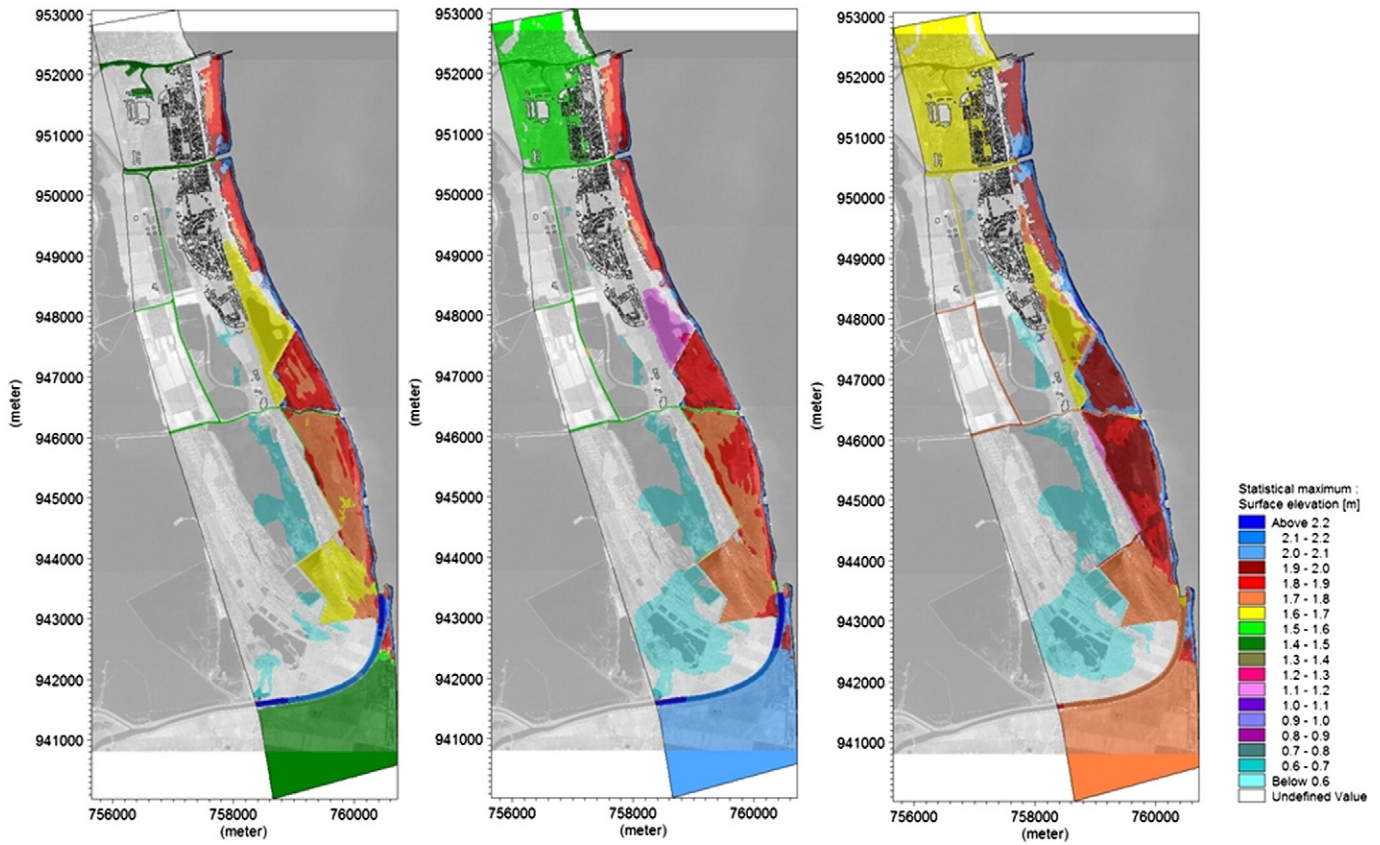 953000
952000
951000
950000
949000
948000
947000
946000
945000
944000
943000
942000
941000
(meter)
756000 758000 760000
(meter)
953000
952000
951000
950000
949000
948000
947000
946000
945000
944000
943000
942000
941000
(meter)
756000 758000 760000
(meter)
953000
952000
951000
950000
949000
948000
947000
946000
945000
944000
943000
942000
941000
(meter)
756000 758000 760000
(meter)
Statistical maximum :
Surface elevation [m]
Above 2.2
2.1 - 2.2
2.0 - 2.1
1.9 - 2.0
1.8 - 1.9
1.7 - 1.8
1.6 - 1.7
1.5 - 1.6
1.4 - 1.5
1.3 - 1.4
1.2 - 1.3
1.1 - 1.2
1.0 - 1.1
0.9 - 1.0
0.8 - 0.9
0.7 - 0.8
0.6 - 0.7
Below 0.6
Undefined Value